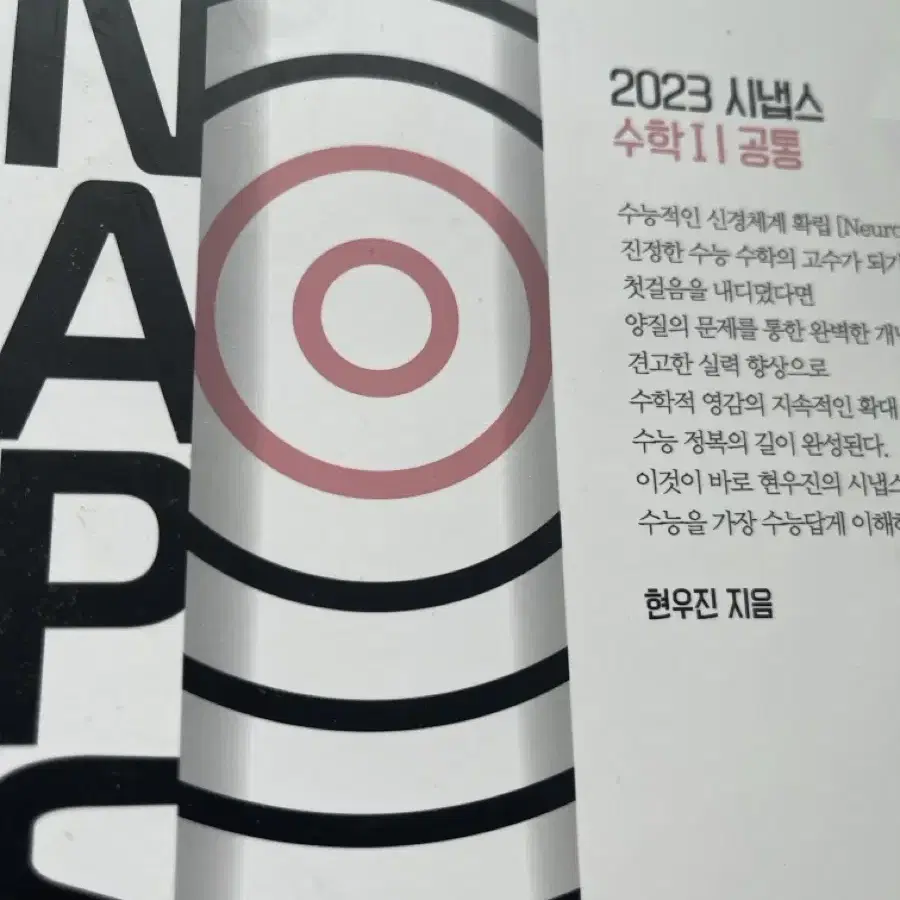 NAPS
2023 시냅스
수학 I I 공통
수능적인 신경체계 확립 [Neuro
진정한 수능 수학의 고수가 되기
첫걸음을 내디뎠다면
양질의 문제를 통한 완벽한 개념
견고한 실력 향상으로
수학적 영감의 지속적인 확대
수능 정복의 길이 완성된다.
이것이 바로 현우진의 시냅스
수능을 가장 수능답게 이해하
현우진 지음